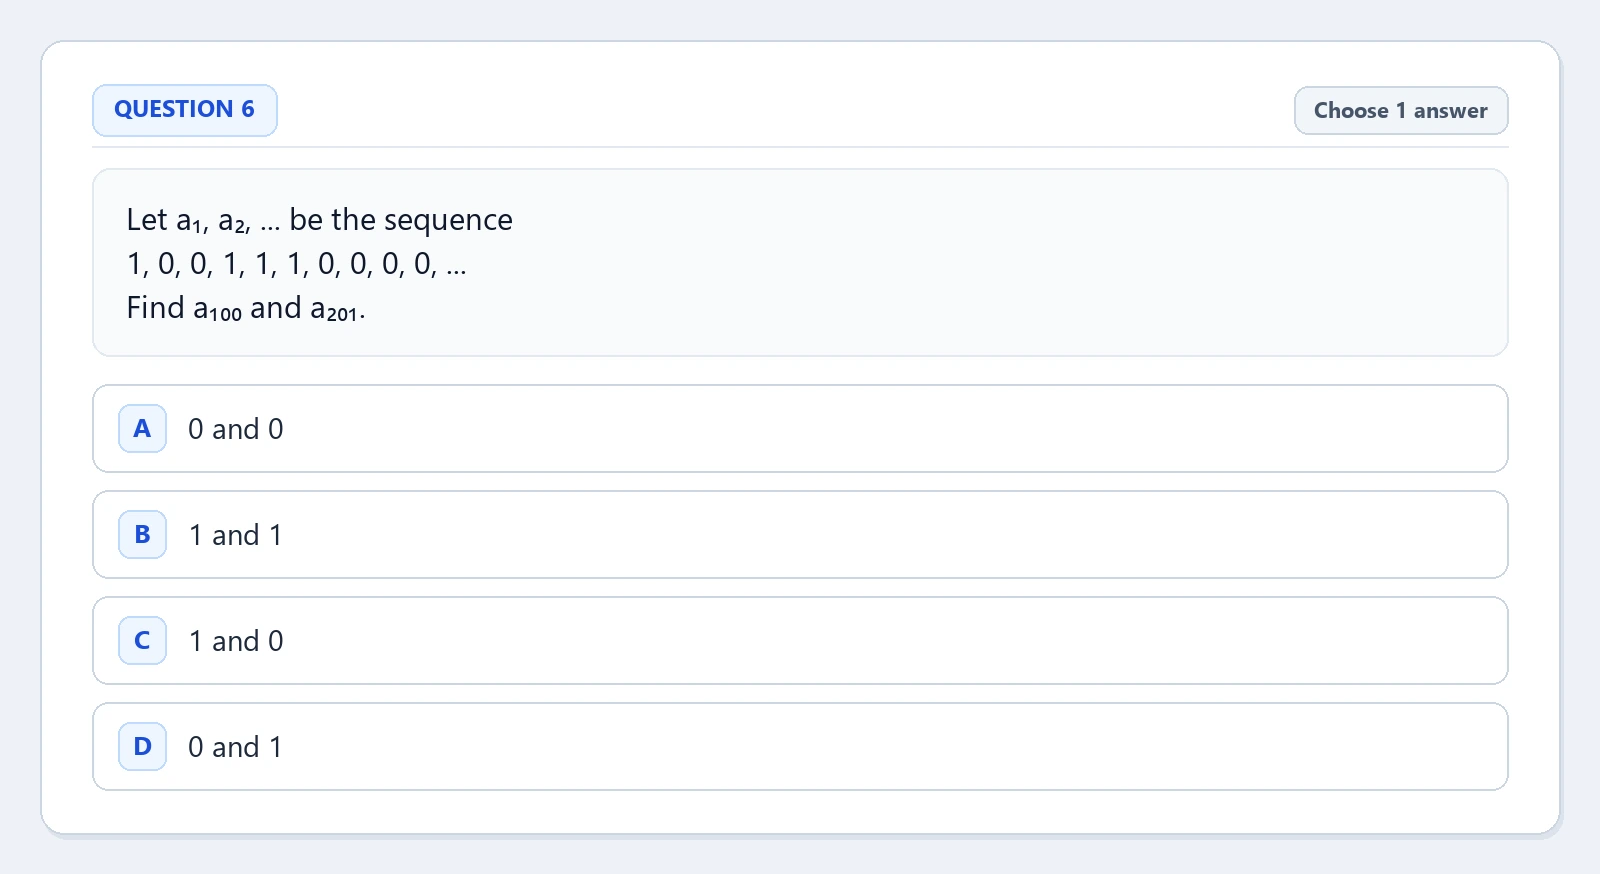 QUESTION 6
Choose 1 answer
Let a₁, a₂, ... be the sequence
1, 0, 0, 1, 1, 1, 0, 0, 0, 0, ...
Find a₁₀₀ and a₂₀₁.
A 0 and 0
B 1 and 1
C 1 and 0
D 0 and 1